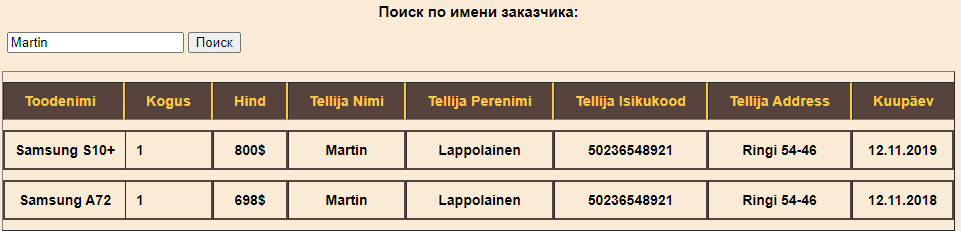 Поиск по имени заказчика:
Martin Поиск
Toodenimi Kogus Hind Tellija Nimi Tellija Perenimi Tellija Isikukood Tellija Address Kuupäev
Samsung S10+ 1 800$ Martin Lappolainen 50236548921 Ringi 54-46 12.11.2019
Samsung A72 1 698$ Martin Lappolainen 50236548921 Ringi 54-46 12.11.2018